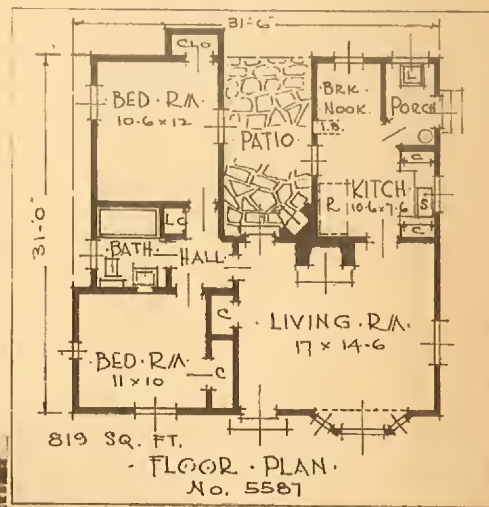 31'-6"
CLO
BED·R/M
10-6 x 12
PATIO
BRK
NOOK
I.B.
L
PORCH
C
KITCH
10-6 x 7-6
S
R
C
31'-0"
LC
BATH
HALL
C
LIVING·R/M
17 x 14-6
BED·R/M
11 x 10
C
819 SQ. FT.
·FLOOR·PLAN·
No. 5587